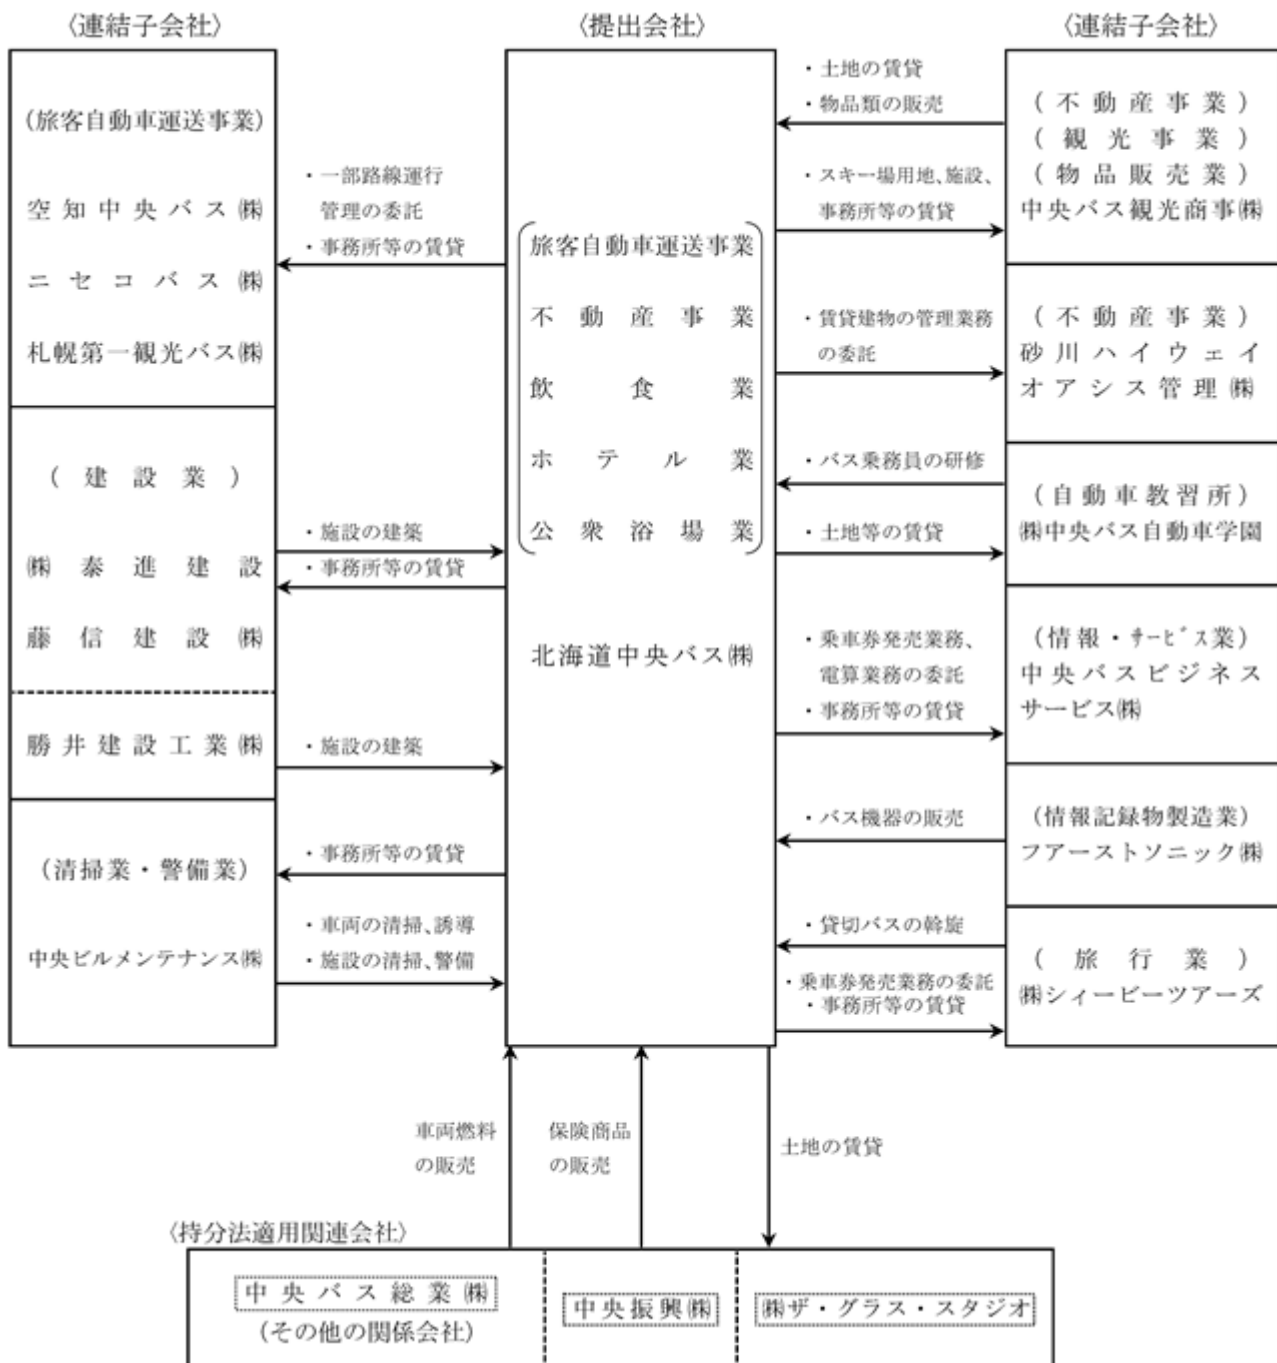 〈連結子会社〉
(旅客自動車運送事業)
空知中央バス㈱
ニセコバス㈱
札幌第一観光バス㈱
(建設業)
㈱泰進建設
藤信建設㈱
勝井建設工業㈱
(清掃業・警備業)
中央ビルメンテナンス㈱
・一部路線運行
管理の委託
・事務所等の賃貸
・施設の建築
・事務所等の賃貸
・施設の建築
・事務所等の賃貸
・車両の清掃、誘導
・施設の清掃、警備
〈提出会社〉
旅客自動車運送事業
不動産事業
飲食業
ホテル業
公衆浴場業
北海道中央バス㈱
・土地の賃貸
・物品類の販売
・スキー場用地、施設、
事務所等の賃貸
・賃貸建物の管理業務
の委託
・バス乗務員の研修
・土地等の賃貸
・乗車券発売業務、
電算業務の委託
・事務所等の賃貸
・バス機器の販売
・貸切バスの斡旋
・乗車券発売業務の委託
・事務所等の賃貸
〈連結子会社〉
(不動産事業)
(観光事業)
(物品販売業)
中央バス観光商事㈱
(不動産事業)
砂川ハイウェイ
オアシス管理㈱
(自動車教習所)
㈱中央バス自動車学園
(情報・ｻｰﾋﾞｽ業)
中央バスビジネス
サービス㈱
(情報記録物製造業)
フアーストソニック㈱
(旅行業)
㈱シィービーツアーズ
車両燃料
の販売
保険商品
の販売
土地の賃貸
〈持分法適用関連会社〉
中央バス総業㈱
(その他の関係会社)
中央振興㈱
㈱ザ・グラス・スタジオ